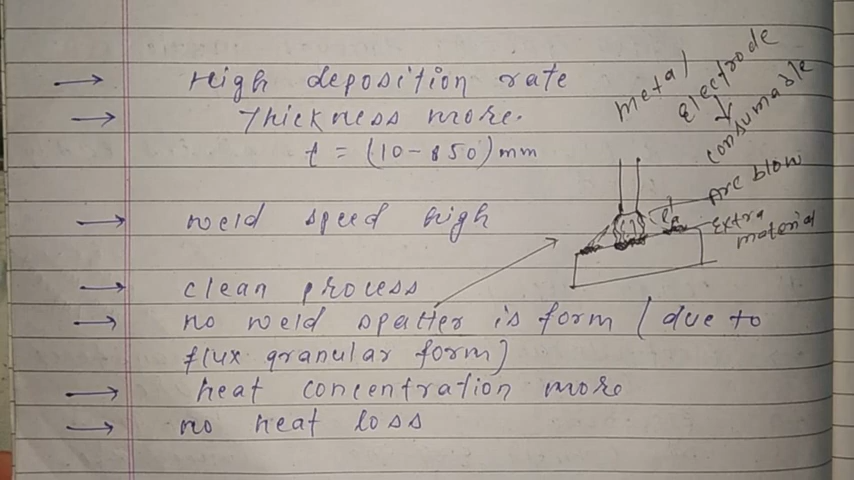 → High deposition rate
→ Thickness more.
t = (10-850) mm
→ weld speed high
→ clean process
→ no weld spatter is form (due to
flux granular form)
→ heat concentration more
→ no heat loss
metal
Electrode
consumable
Arc blow
Extra